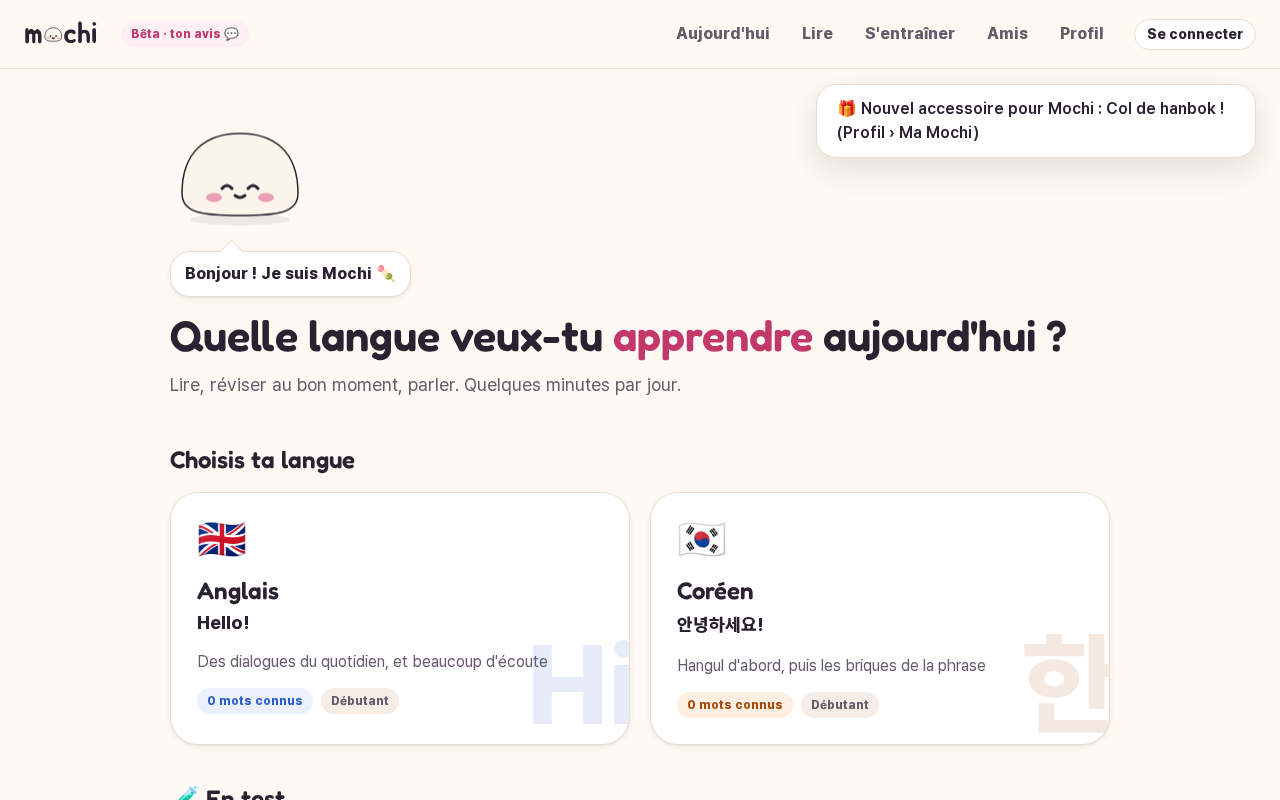 mochi
Bêta · ton avis 💬
Aujourd'hui
Lire
S'entraîner
Amis
Profil
Se connecter
🎁 Nouvel accessoire pour Mochi : Col de hanbok !
(Profil › Ma Mochi)
Bonjour ! Je suis Mochi 🍡
Quelle langue veux-tu apprendre aujourd'hui ?
Lire, réviser au bon moment, parler. Quelques minutes par jour.
Choisis ta langue
🇬🇧
Anglais
Hello!
Des dialogues du quotidien, et beaucoup d'écoute
0 mots connus
Débutant
Hi
🇰🇷
Coréen
안녕하세요!
Hangul d'abord, puis les briques de la phrase
0 mots connus
Débutant
한
🧪 En test